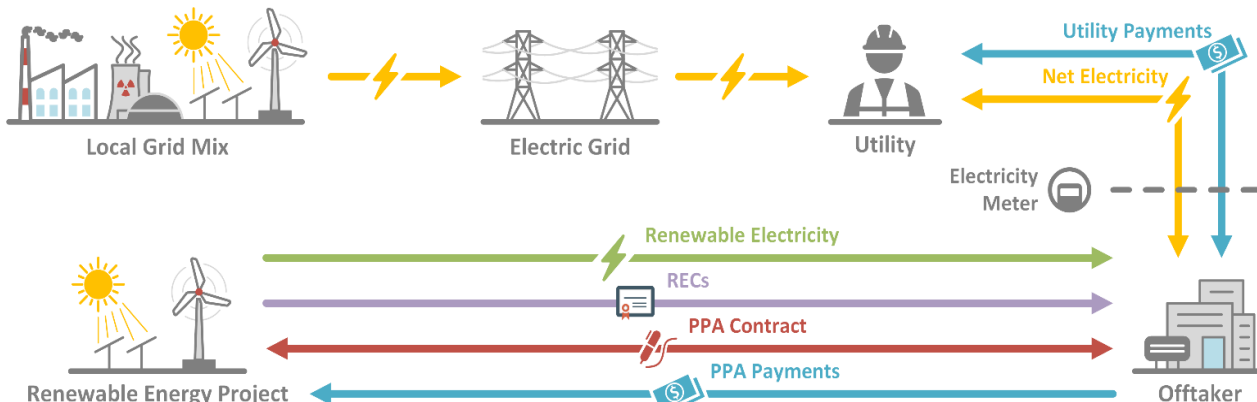 Utility Payments
Net Electricity
Local Grid Mix
Electric Grid
Utility
Electricity
Meter
Renewable Electricity
RECs
PPA Contract
PPA Payments
Renewable Energy Project
Offtaker